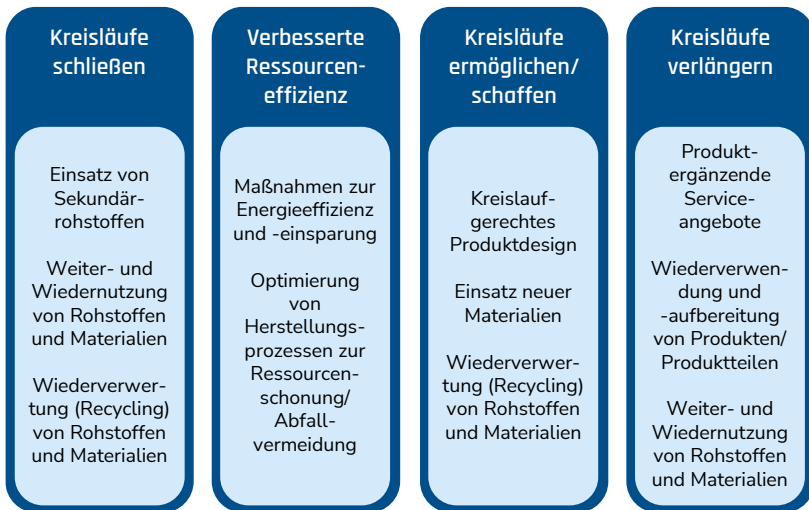 Kreisläufe
schließen
Einsatz von
Sekundär-
rohstoffen
Weiter- und
Wiedernutzung
von Rohstoffen
und Materialien
Wiederverwer-
tung (Recycling)
von Rohstoffen
und Materialien
Verbesserte
Ressourcen-
effizienz
Maßnahmen zur
Energieeffizienz
und -einsparung
Optimierung
von
Herstellungs-
prozessen zur
Ressourcen-
schonung/
Abfall-
vermeidung
Kreisläufe
ermöglichen/
schaffen
Kreislauf-
gerechtes
Produktdesign
Einsatz neuer
Materialien
Wiederverwer-
tung (Recycling)
von Rohstoffen
und Materialien
Kreisläufe
verlängern
Produkt-
ergänzende
Service-
angebote
Wiederverwen-
dung und
-aufbereitung
von Produkten/
Produktteilen
Weiter- und
Wiedernutzung
von Rohstoffen
und Materialien